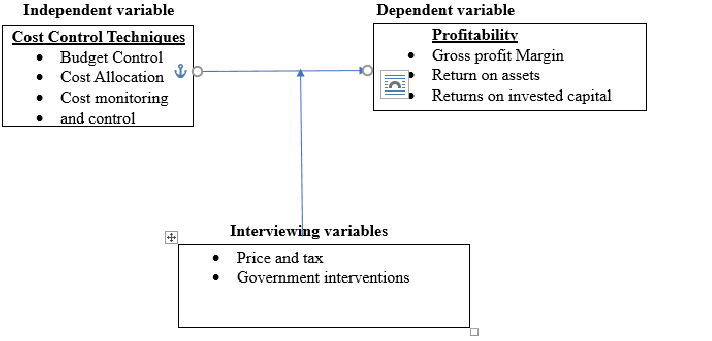 Independent variable
Cost Control Techniques
• Budget Control
• Cost Allocation
• Cost monitoring
• and control
Dependent variable
Profitability
• Gross profit Margin
• Return on assets
• Returns on invested capital
Interviewing variables
• Price and tax
• Government interventions